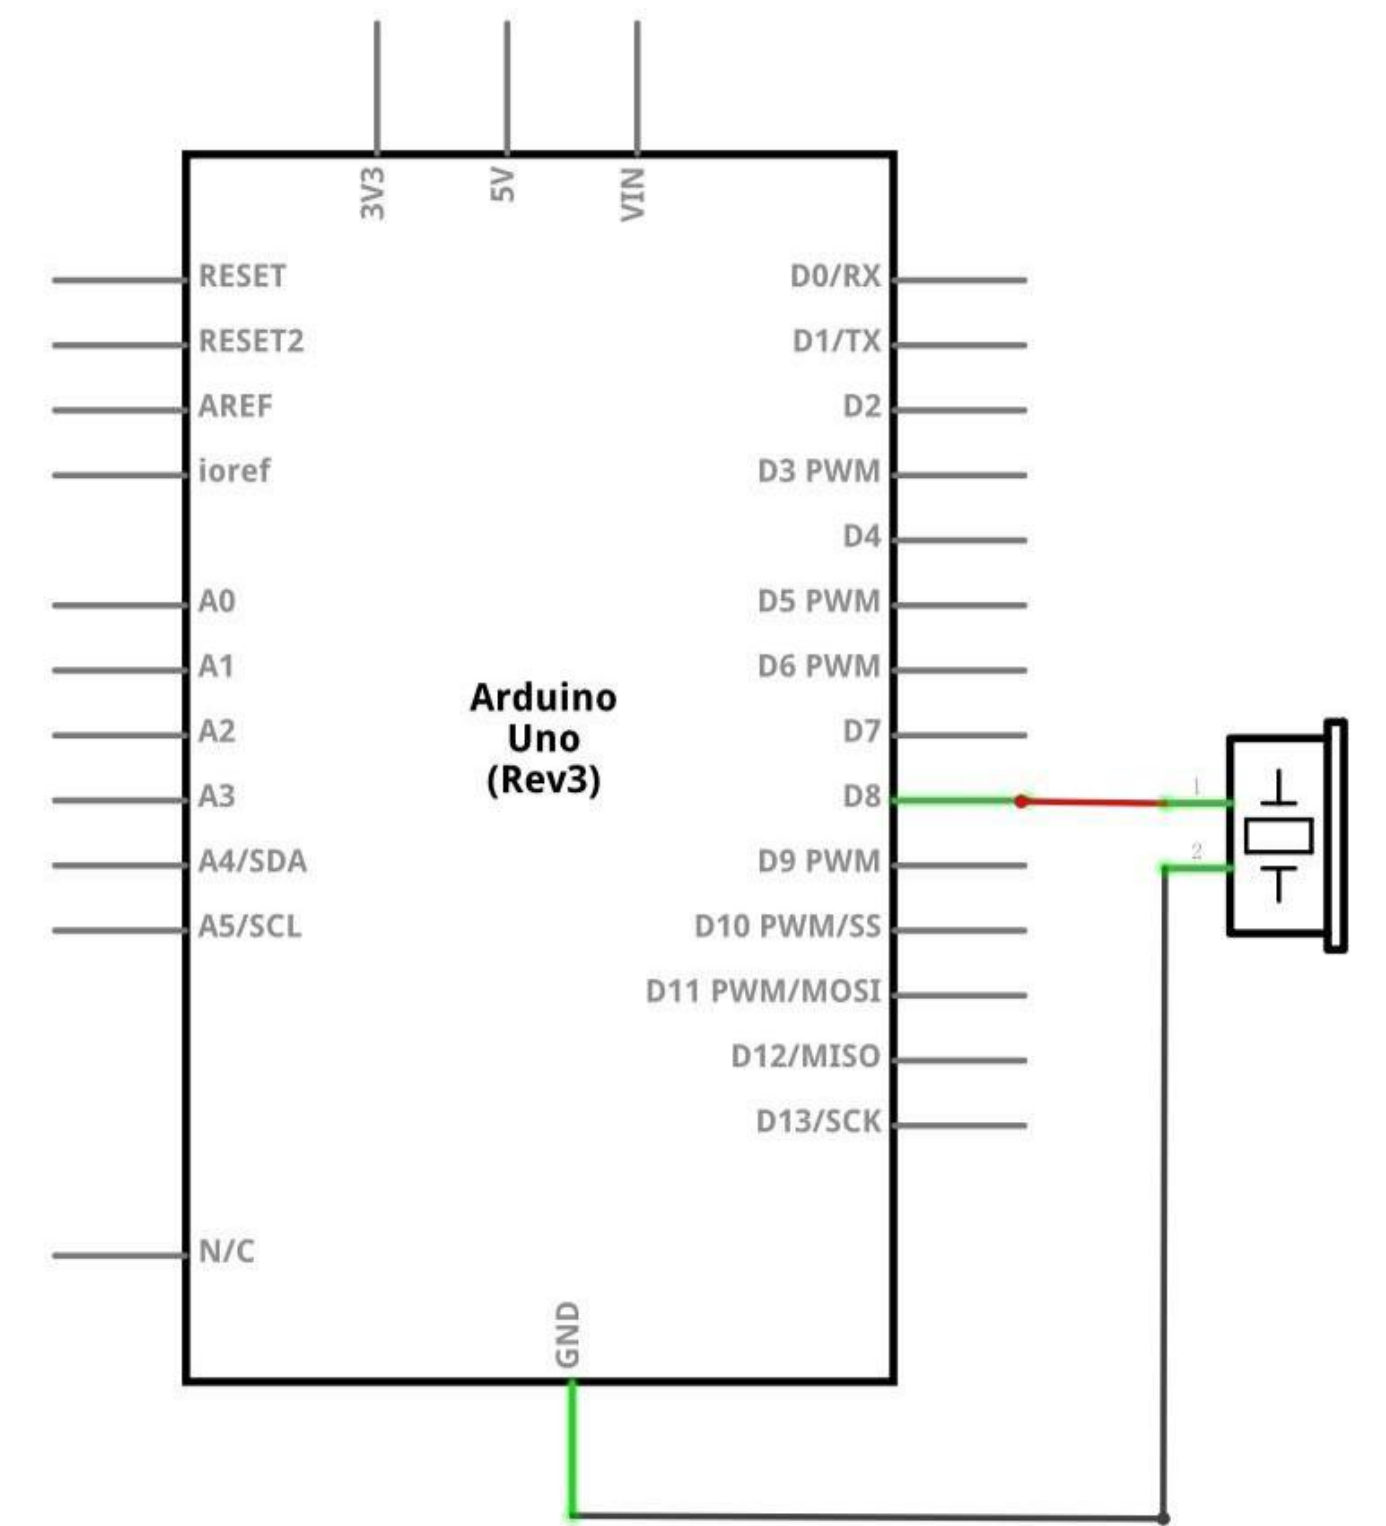 3V3
5V
VIN
RESET
RESET2
AREF
ioref
A0
A1
A2
A3
A4/SDA
A5/SCL
N/C
Arduino
Uno
(Rev3)
D0/RX
D1/TX
D2
D3 PWM
D4
D5 PWM
D6 PWM
D7
D8
D9 PWM
D10 PWM/SS
D11 PWM/MOSI
D12/MISO
D13/SCK
GND
1
2